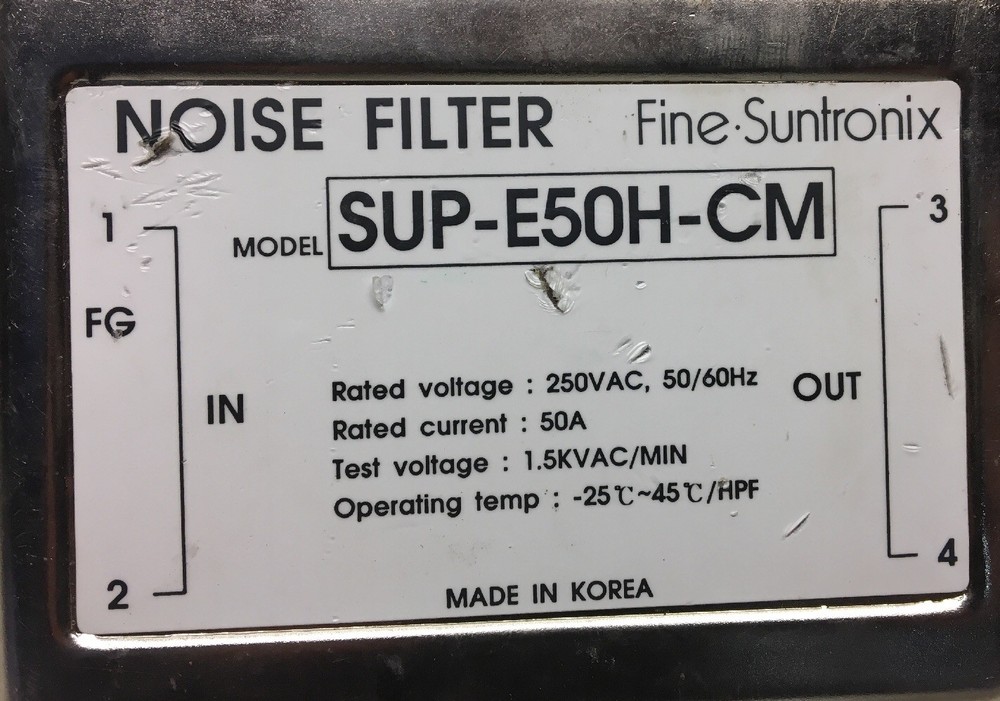 NOISE FILTER Fine·Suntronix
MODEL SUP-E50H-CM
1
3
FG
IN
OUT
Rated voltage : 250VAC, 50/60Hz
Rated current : 50A
Test voltage : 1.5KVAC/MIN
Operating temp : -25℃~45℃/HPF
2
4
MADE IN KOREA